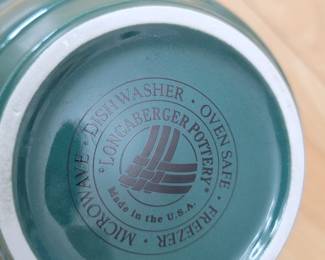 MICROWAVE · DISHWASHER · OVEN SAFE · FREEZER ·
°LONGABERGER POTTERY°
Made in the U.S.A.